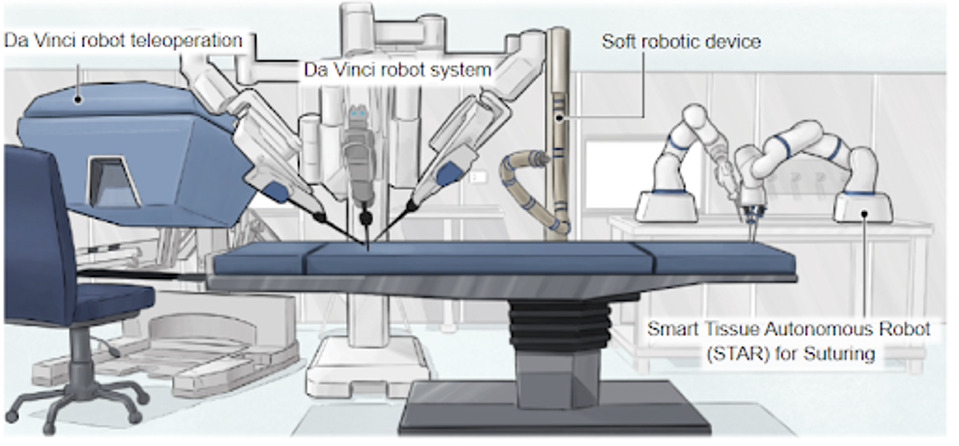 Da Vinci robot teleoperation
Da Vinci robot system
Soft robotic device
Smart Tissue Autonomous Robot
(STAR) for Suturing